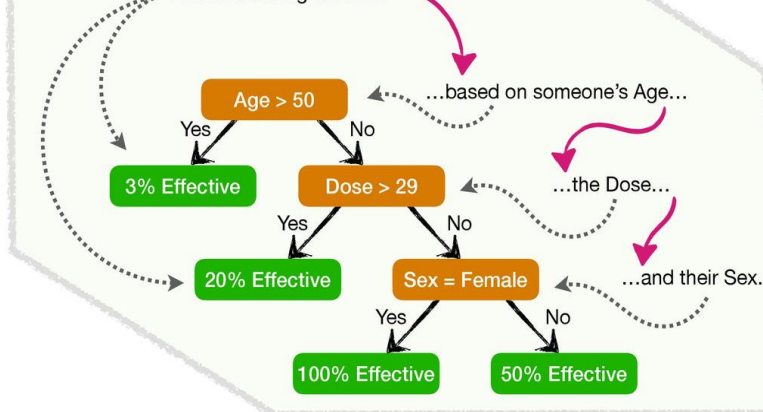 Age > 50
...based on someone's Age...
Yes
No
3% Effective
Dose > 29
...the Dose...
Yes
No
20% Effective
Sex = Female
...and their Sex.
Yes
No
100% Effective
50% Effective